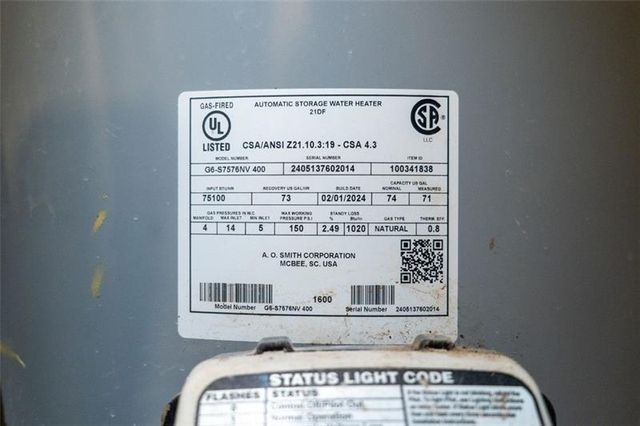 GAS-FIRED
AUTOMATIC STORAGE WATER HEATER
21DF
UL
LISTED
CSA/ANSI Z21.10.3:19 - CSA 4.3
SA
LLC
MODEL NUMBER SERIAL NUMBER ITEM ID
G6-S7576NV 400 2405137602014 100341838
INPUT BTU/HR RECOVERY US GAL/HR BUILD DATE CAPACITY US GAL
NOMINAL ACTUAL
75100 73 02/01/2024 74 71
GAS PRESSURES IN W.C. MAX WORKING STANDBY LOSS
MANIFOLD MAX INLET MIN INLET PRESSURE P.S.I % Btu/hr GAS TYPE THERM EFF
4 14 5 150 2.49 1020 NATURAL 0.8
A. O. SMITH CORPORATION
MCBEE, SC. USA
1600
Model Number G6-S7576NV 400 Serial Number 2405137602014
STATUS LIGHT CODE
FLASHES STATUS